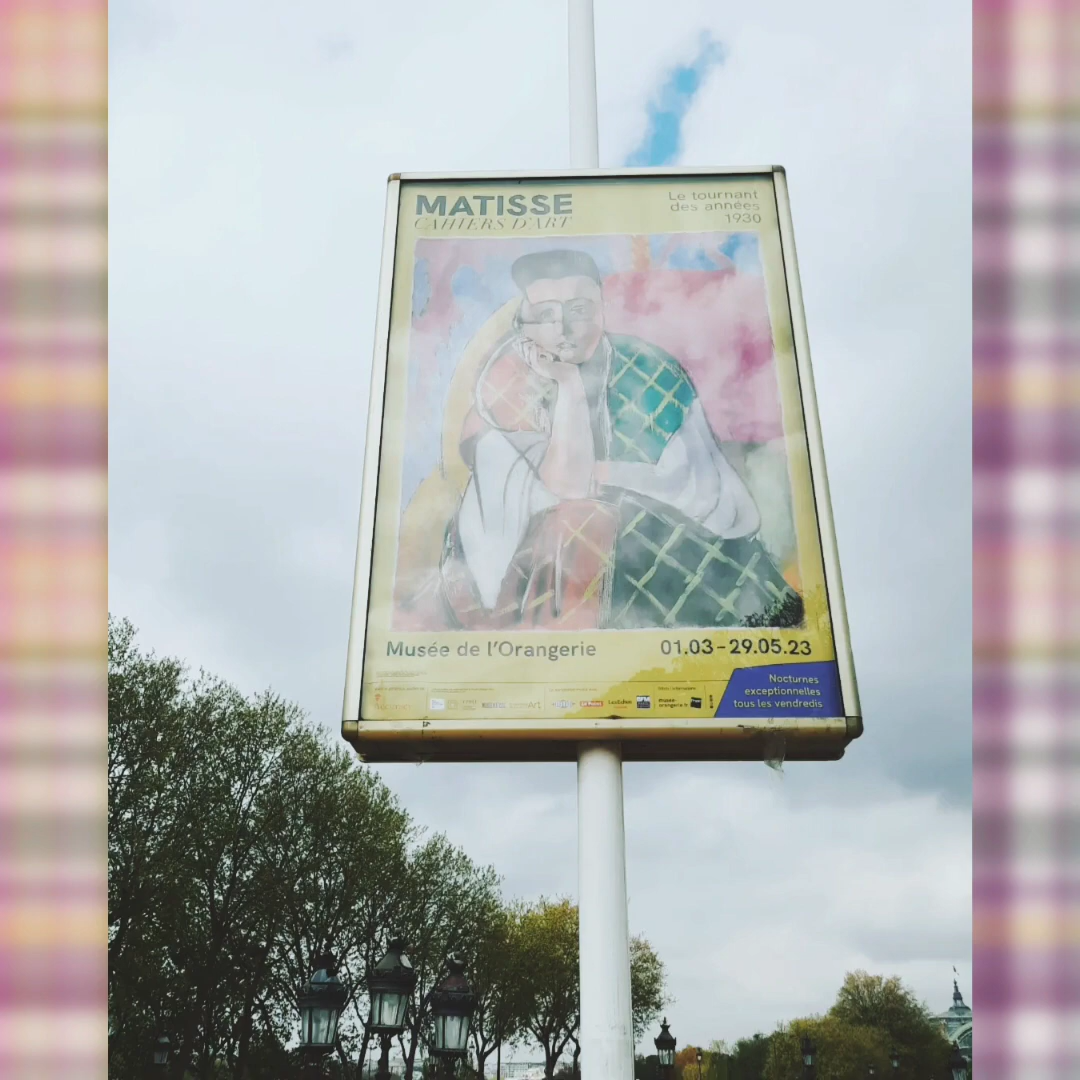 MATISSE
CAHIERS D'ART
Le tournant
des années
1930
Musée de l'Orangerie
01.03 – 29.05.23
Nocturnes
exceptionnelles
tous les vendredis